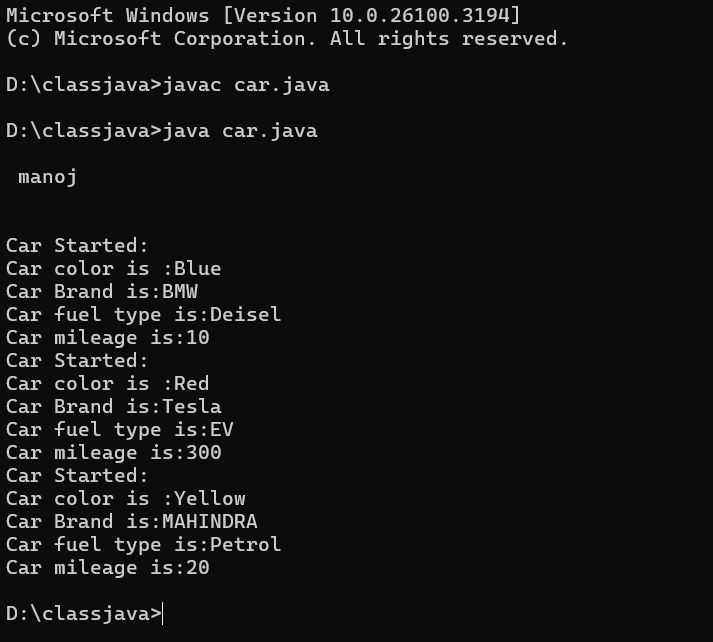 Microsoft Windows [Version 10.0.26100.3194]
(c) Microsoft Corporation. All rights reserved.
D:\classjava>javac car.java
D:\classjava>java car.java
manoj
Car Started:
Car color is :Blue
Car Brand is:BMW
Car fuel type is:Deisel
Car mileage is:10
Car Started:
Car color is :Red
Car Brand is:Tesla
Car fuel type is:EV
Car mileage is:300
Car Started:
Car color is :Yellow
Car Brand is:MAHINDRA
Car fuel type is:Petrol
Car mileage is:20
D:\classjava>